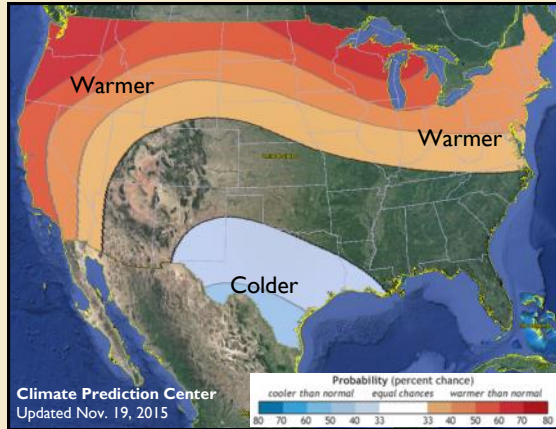 Warmer
Warmer
Colder
Climate Prediction Center
Updated Nov. 19, 2015
Probability (percent chance)
cooler than normal equal chances warmer than normal
80 70 60 50 40 33 33 40 50 60 70 80